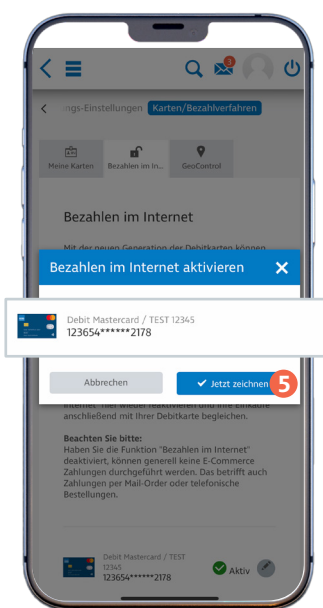 3
ngs-Einstellungen Karten/Bezahlverfahren
Meine Karten Bezahlen im In... GeoControl
Bezahlen im Internet
Mit der neuen Generation der Debitkarten können
Bezahlen im Internet aktivieren
Debit Mastercard / TEST 12345
123654******2178
Abbrechen Jetzt zeichnen 5
Internet" hier wieder reaktivieren und Ihre Einkäufe
anschließend mit Ihrer Debitkarte begleichen.
Beachten Sie bitte:
Haben Sie die Funktion "Bezahlen im Internet"
deaktiviert, können generell keine E-Commerce
Zahlungen durchgeführt werden. Das betrifft auch
Zahlungen per Mail-Order oder telefonische
Bestellungen.
Debit Mastercard / TEST
12345
123654******2178
Aktiv